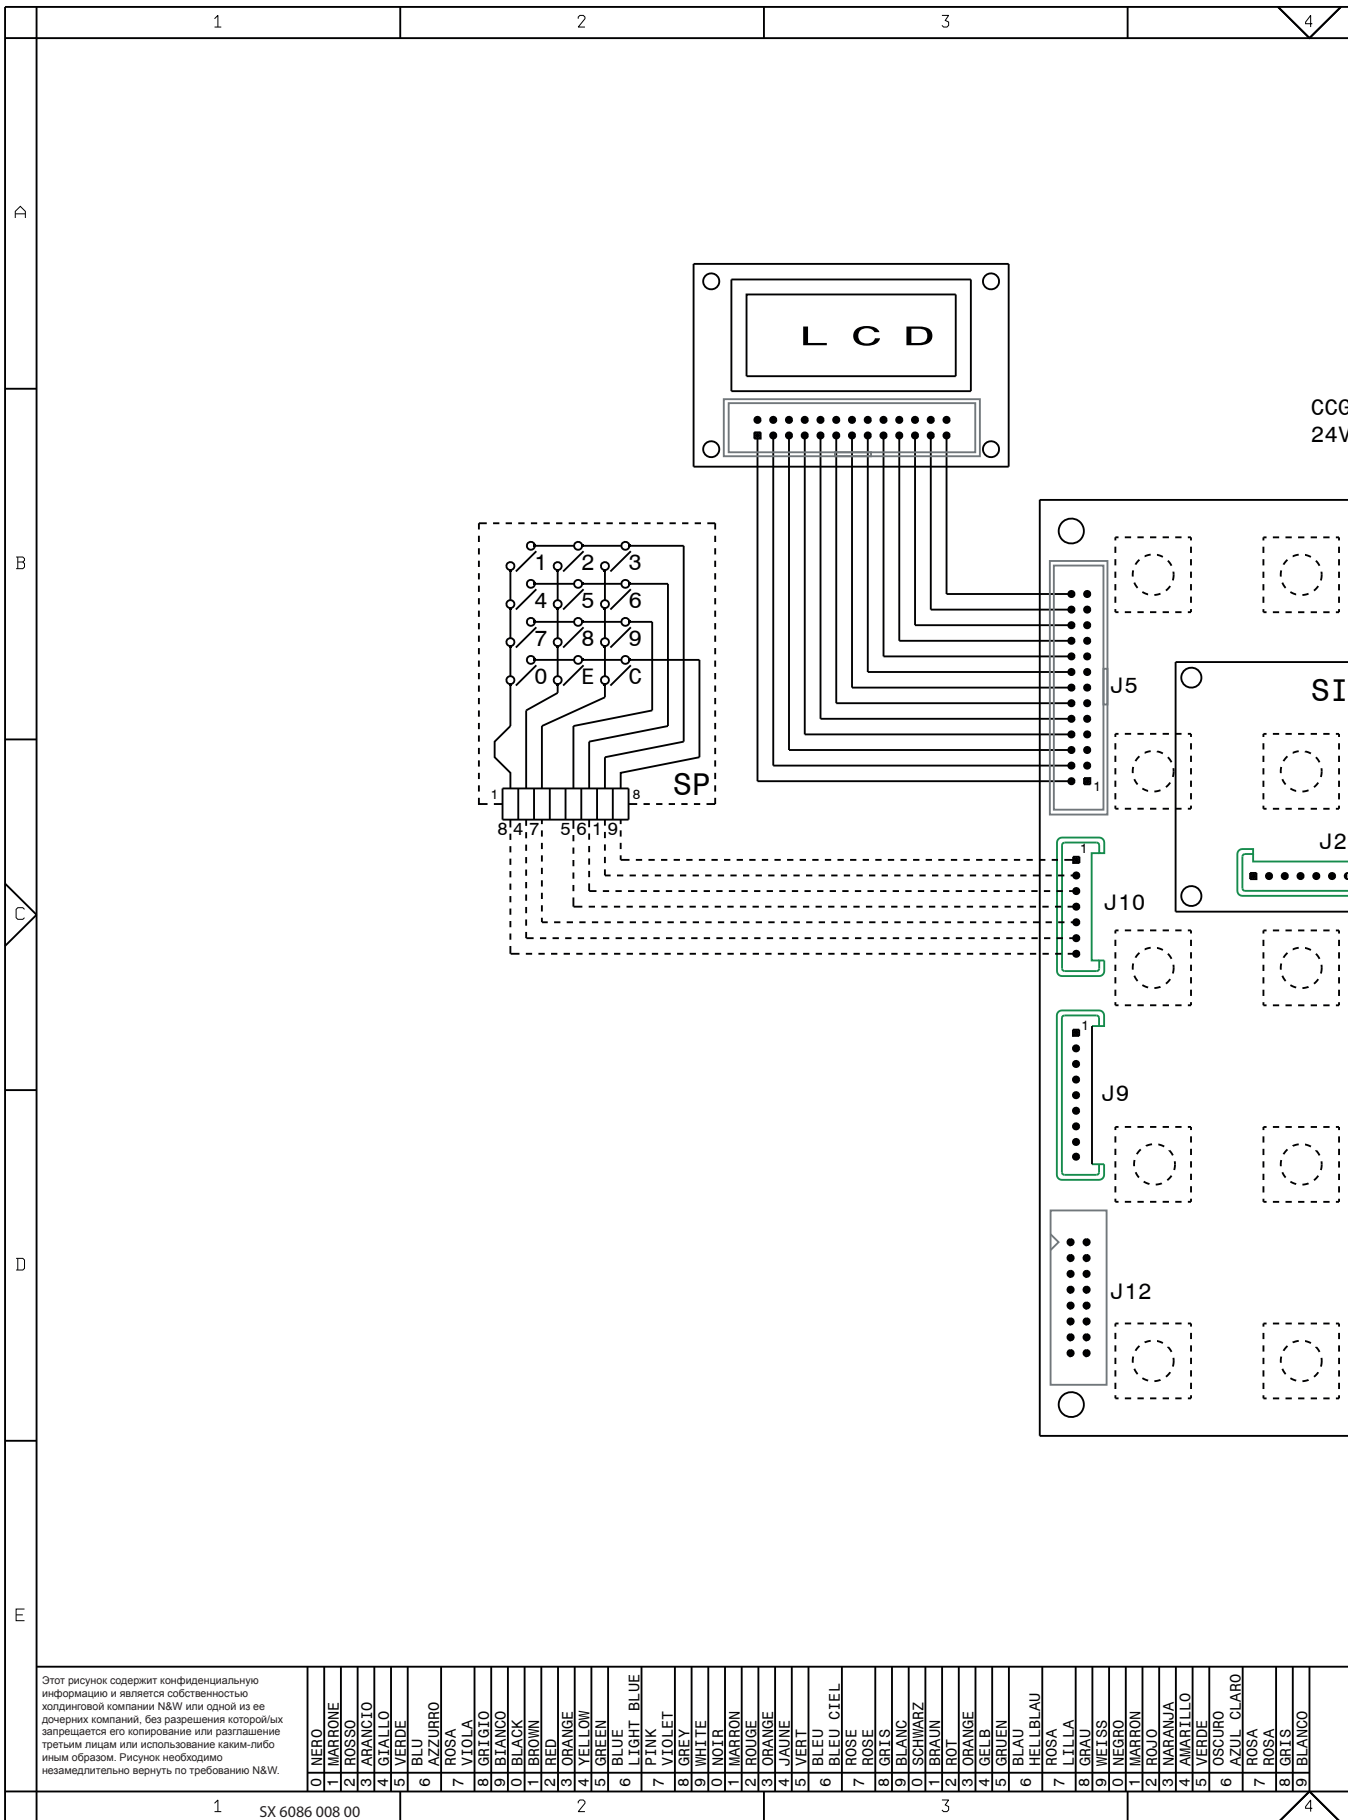 1 2 3 4
A
L C D
CCG
24V
B
1 2 3
4 5 6
7 8 9
0 E C
J5
SI
1
SP
1 8
8 4 7 5 6 1 9
J2
1
J10
C
1
J9
D
J12
E
Этот рисунок содержит конфиденциальную
информацию и является собственностью
холдинговой компании N&W или одной из ее
дочерних компаний, без разрешения которой/ых
запрещается его копирование или разглашение
третьим лицам или использование каким-либо
иным образом. Рисунок необходимо
незамедлительно вернуть по требованию N&W.
0 NERO
1 MARRONE
2 ROSSO
3 ARANCIO
4 GIALLO
5 VERDE
6 BLU
AZZURRO
7 ROSA
VIOLA
8 GRIGIO
9 BIANCO
0 BLACK
1 BROWN
2 RED
3 ORANGE
4 YELLOW
5 GREEN
6 BLUE
LIGHT BLUE
7 PINK
VIOLET
8 GREY
9 WHITE
0 NOIR
1 MARRON
2 ROUGE
3 ORANGE
4 JAUNE
5 VERT
6 BLEU
BLEU CIEL
7 ROSE
ROSE
8 GRIS
9 BLANC
0 SCHWARZ
1 BRAUN
2 ROT
3 ORANGE
4 GELB
5 GRUEN
6 BLAU
HELLBLAU
7 ROSA
LILLA
8 GRAU
9 WEISS
0 NEGRO
1 MARRON
2 ROJO
3 NARANJA
4 AMARILLO
5 VERDE
6 OSCURO
AZUL CLARO
7 ROSA
ROSA
8 GRIS
9 BLANCO
1 SX 6086 008 00 2 3 4